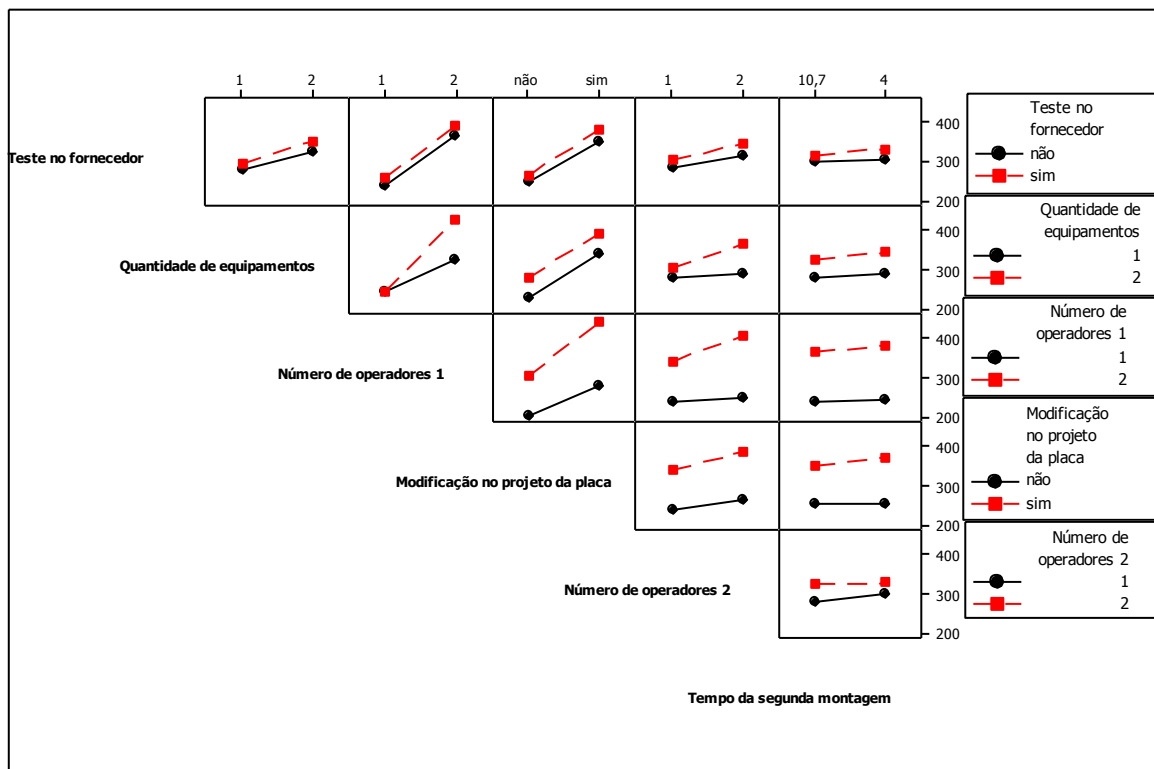 1 2 1 2 não sim 1 2 10,7 4
Teste no fornecedor
400
300
200
Teste no
fornecedor
não
sim
Quantidade de equipamentos
400
300
200
Quantidade de
equipamentos
1
2
Número de operadores 1
400
300
200
Número de
operadores 1
1
2
Modificação no projeto da placa
400
300
200
Modificação
no projeto
da placa
não
sim
Número de operadores 2
400
300
200
Número de
operadores 2
1
2
Tempo da segunda montagem